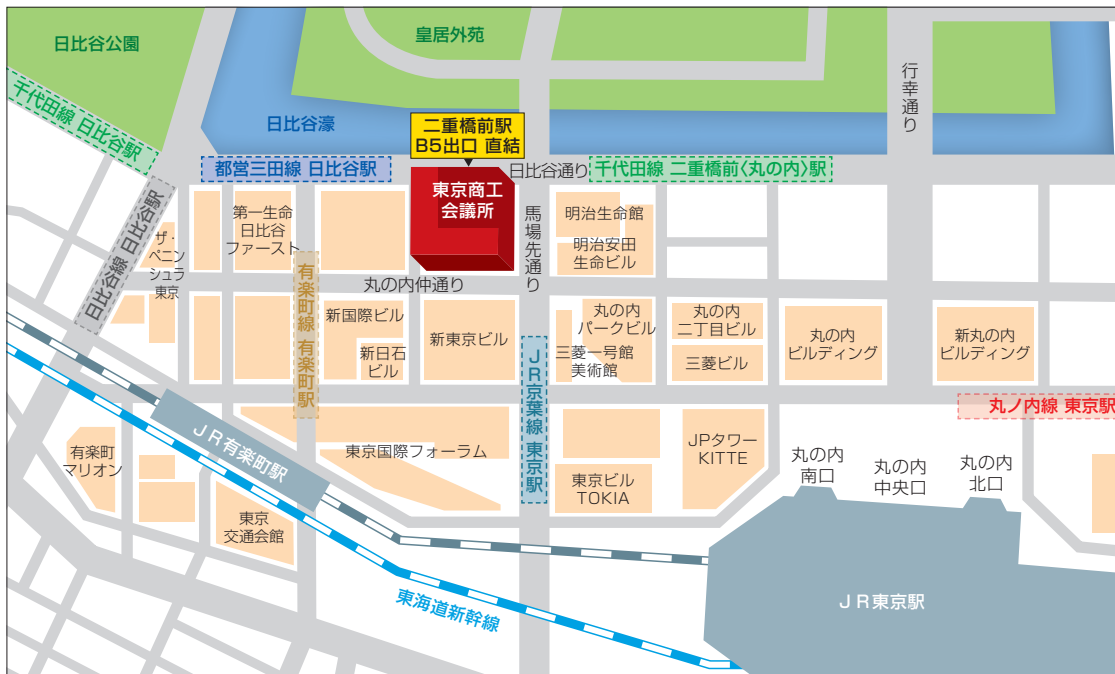 日比谷公園
皇居外苑
行幸通り
千代田線 日比谷駅
日比谷濠
二重橋前駅
B5出口 直結
都営三田線 日比谷駅
日比谷通り
千代田線 二重橋前〈丸の内〉駅
日比谷線 日比谷駅
東京商工
会議所
第一生命
日比谷
ファースト
馬場先通り
明治生命館
明治安田
生命ビル
ザ・
ペニン
シュラ
東京
有楽町線 有楽町駅
丸の内仲通り
新国際ビル
新日石
ビル
新東京ビル
丸の内
パークビル
三菱一号館
美術館
丸の内
二丁目ビル
三菱ビル
丸の内
ビルディング
新丸の内
ビルディング
JR京葉線 東京駅
丸ノ内線 東京駅
JR有楽町駅
有楽町
マリオン
東京国際フォーラム
JPタワー
KITTE
丸の内
南口
丸の内
中央口
丸の内
北口
東京ビル
TOKIA
東京
交通会館
東海道新幹線
JR東京駅